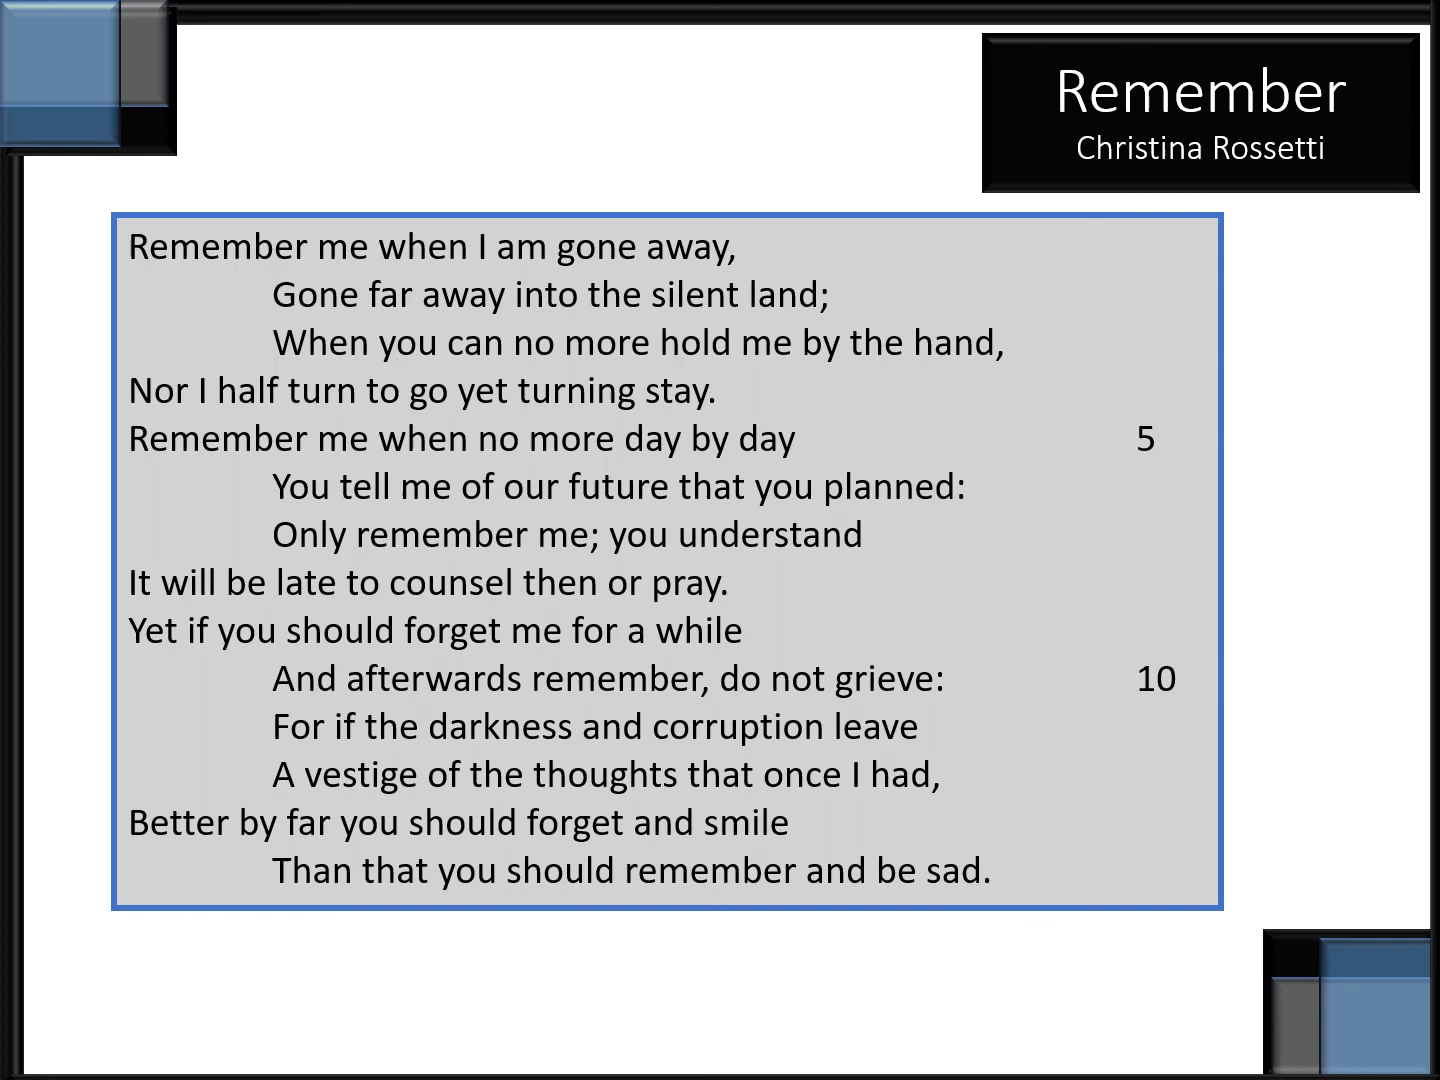 Remember
Christina Rossetti
Remember me when I am gone away,
Gone far away into the silent land;
When you can no more hold me by the hand,
Nor I half turn to go yet turning stay.
Remember me when no more day by day 5
You tell me of our future that you planned:
Only remember me; you understand
It will be late to counsel then or pray.
Yet if you should forget me for a while
And afterwards remember, do not grieve: 10
For if the darkness and corruption leave
A vestige of the thoughts that once I had,
Better by far you should forget and smile
Than that you should remember and be sad.